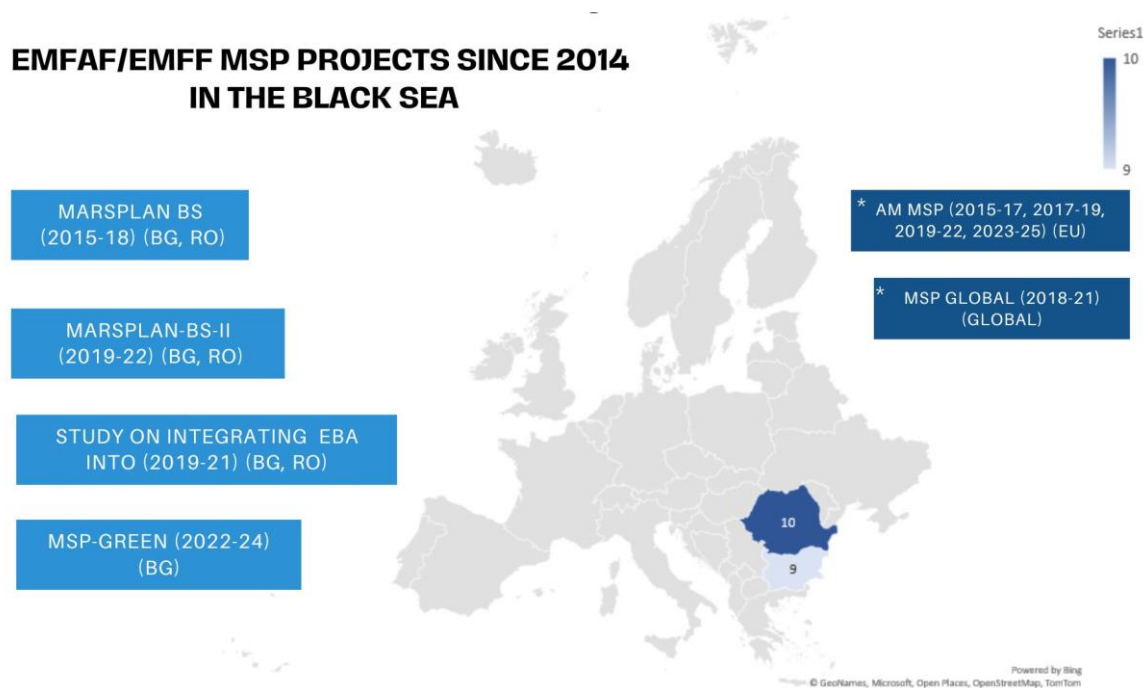 EMFAF/EMFF MSP PROJECTS SINCE 2014
IN THE BLACK SEA
Series1
10
9
MARSPLAN BS
(2015-18) (BG, RO)
* AM MSP (2015-17, 2017-19,
2019-22, 2023-25) (EU)
* MSP GLOBAL (2018-21)
(GLOBAL)
MARSPLAN-BS-II
(2019-22) (BG, RO)
STUDY ON INTEGRATING EBA
INTO (2019-21) (BG, RO)
MSP-GREEN (2022-24)
(BG)
10
9
Powered by Bing
© GeoNames, Microsoft, Open Places, OpenStreetMap, TomTom